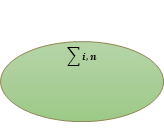 ∑ i, n